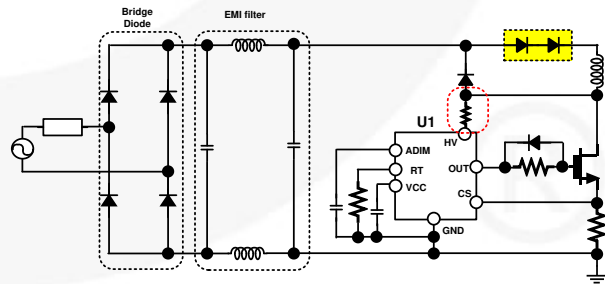 Bridge
Diode
EMI filter
U1
HV
ADIM
RT
VCC
OUT
CS
GND